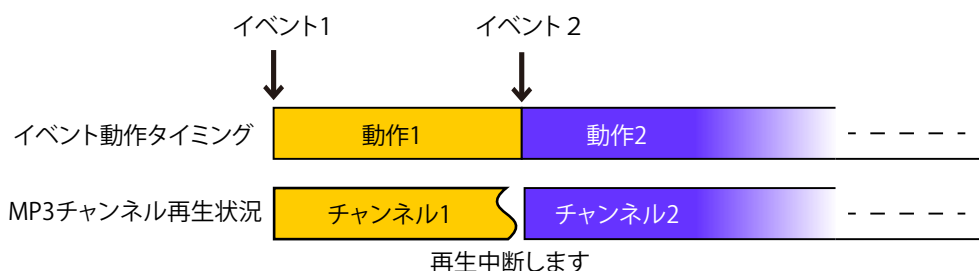 イベント1
イベント 2
イベント動作タイミング
動作1
動作2
MP3チャンネル再生状況
チャンネル1
チャンネル2
再生中断します